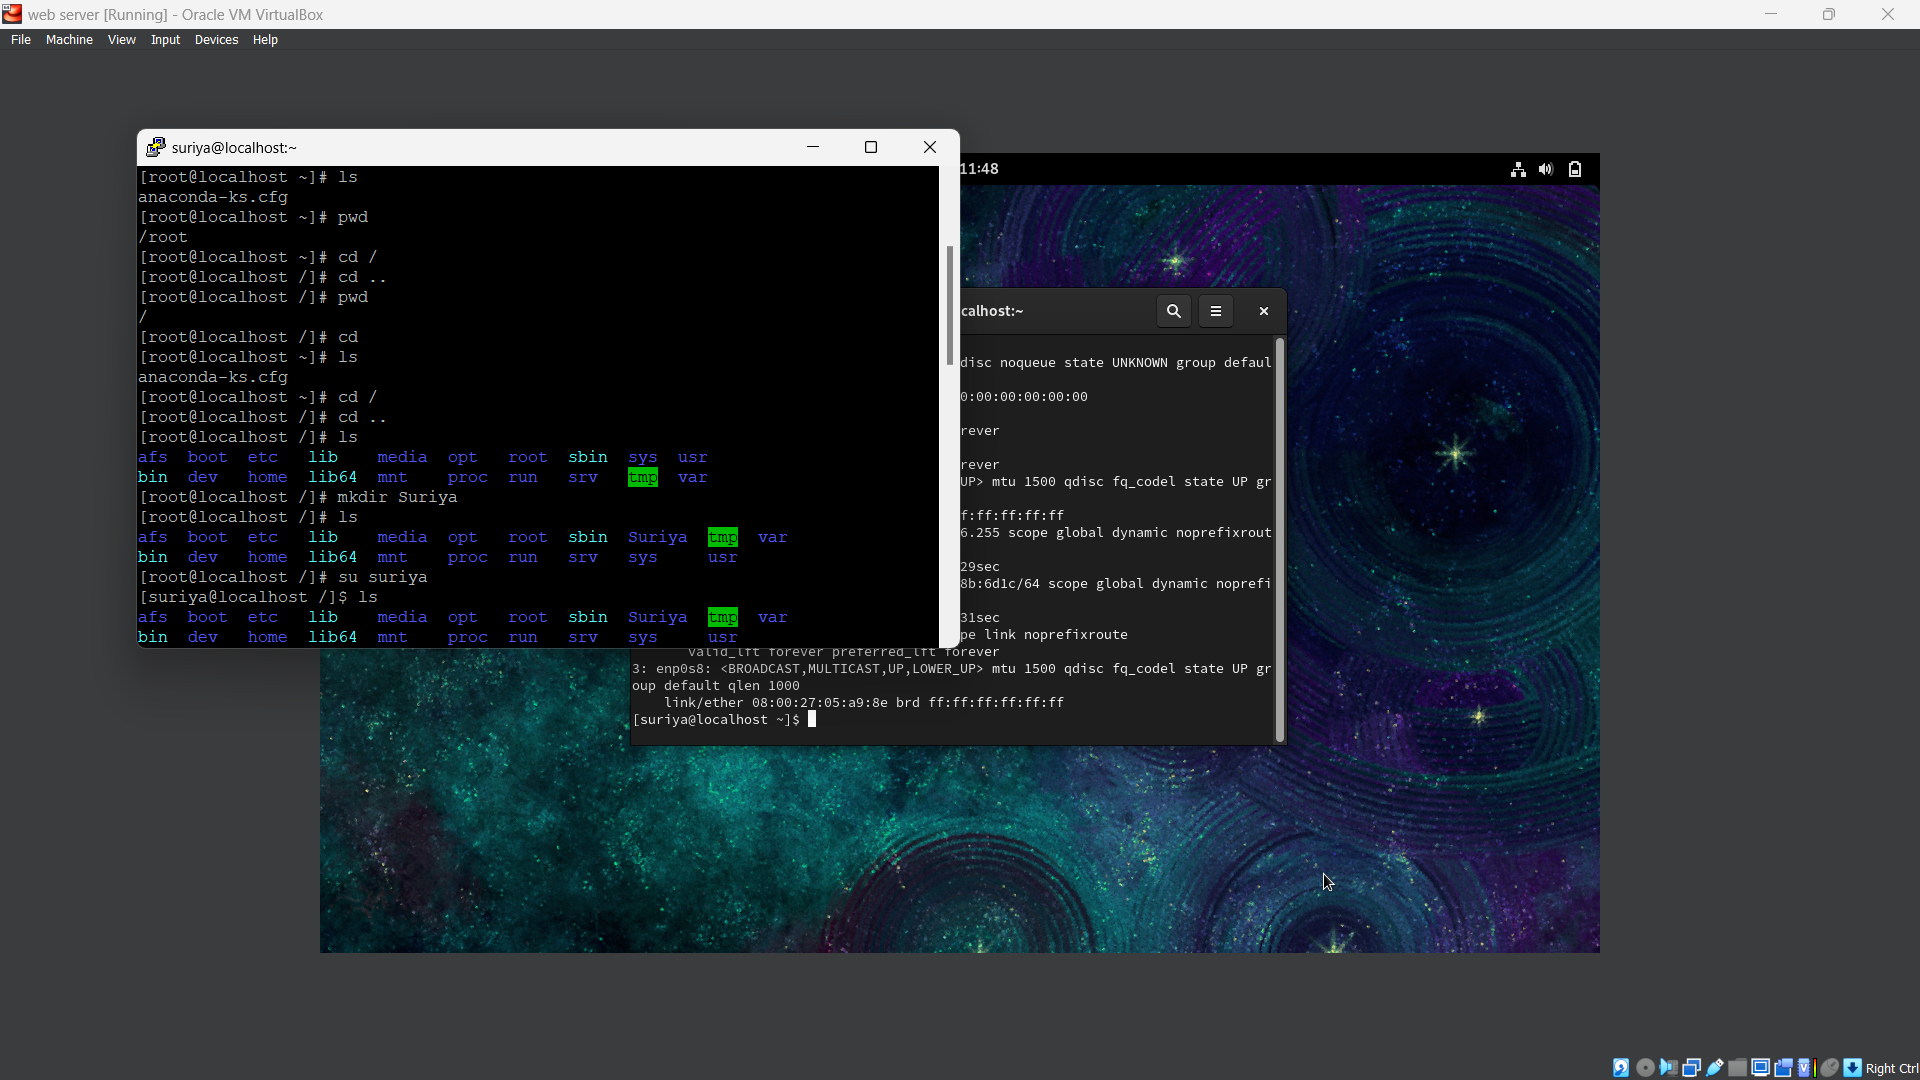 web server [Running] - Oracle VM VirtualBox
File Machine View Input Devices Help
suriya@localhost:~
[root@localhost ~]# ls
anaconda-ks.cfg
[root@localhost ~]# pwd
/root
[root@localhost ~]# cd /
[root@localhost /]# cd ..
[root@localhost /]# pwd
/
[root@localhost /]# cd
[root@localhost ~]# ls
anaconda-ks.cfg
[root@localhost ~]# cd /
[root@localhost /]# cd ..
[root@localhost /]# ls
afs boot etc lib media opt root sbin sys usr
bin dev home lib64 mnt proc run srv tmp var
[root@localhost /]# mkdir Suriya
[root@localhost /]# ls
afs boot etc lib media opt root sbin Suriya tmp var
bin dev home lib64 mnt proc run srv sys usr
[root@localhost /]# su suriya
[suriya@localhost /]$ ls
afs boot etc lib media opt root sbin Suriya tmp var
bin dev home lib64 mnt proc run srv sys usr
11:48
calhost:~
disc noqueue state UNKNOWN group defaul
0:00:00:00:00:00
rever
rever
UP> mtu 1500 qdisc fq_codel state UP gr
f:ff:ff:ff:ff
6.255 scope global dynamic noprefixrout
29sec
8b:6d1c/64 scope global dynamic noprefi
31sec
pe link noprefixroute
valid_lft forever preferred_lft forever
3: enp0s8: <BROADCAST,MULTICAST,UP,LOWER_UP> mtu 1500 qdisc fq_codel state UP gr
oup default qlen 1000
link/ether 08:00:27:05:a9:8e brd ff:ff:ff:ff:ff:ff
[suriya@localhost ~]$
Right Ctrl